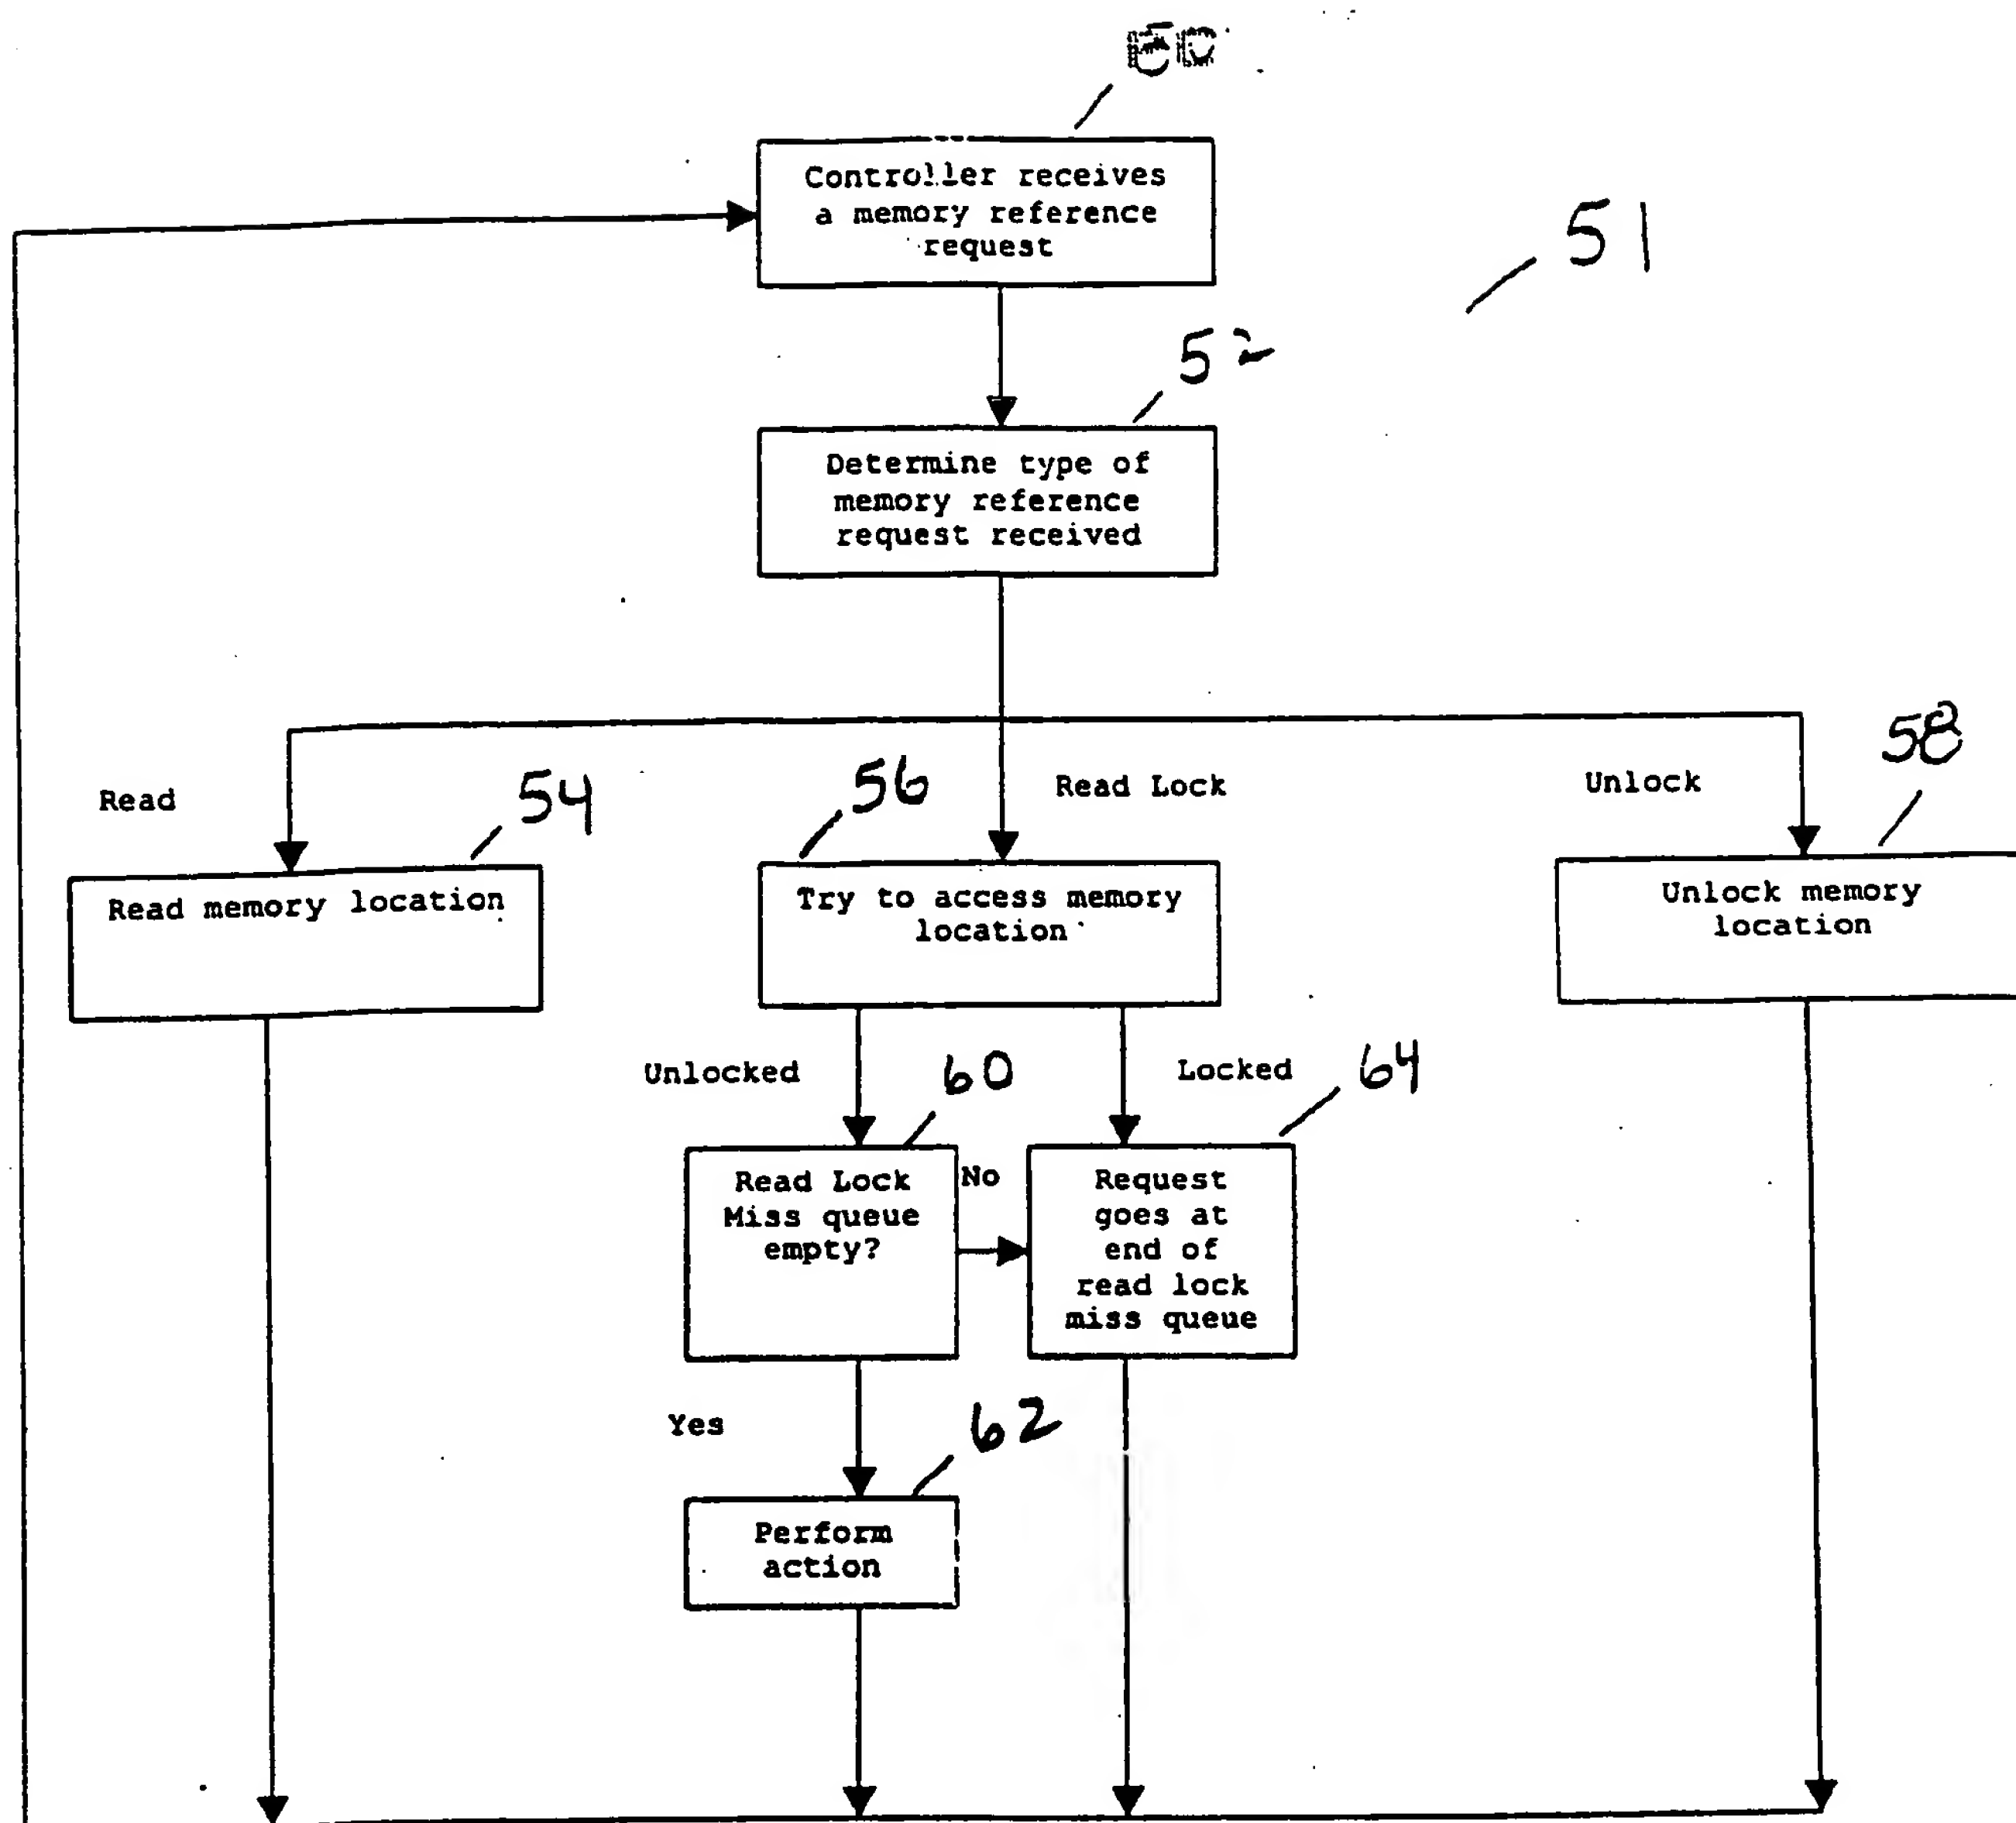 Controller receives
a memory reference
request
51
52
Determine type of
memory reference
request received
Read
54
56
Read Lock
Unlock
58
Read memory location
Try to access memory
location
Unlock memory
location
Unlocked
60
Locked
64
Read Lock
Miss queue
empty?
No
Request
goes at
end of
read lock
miss queue
Yes
62
Perform
action